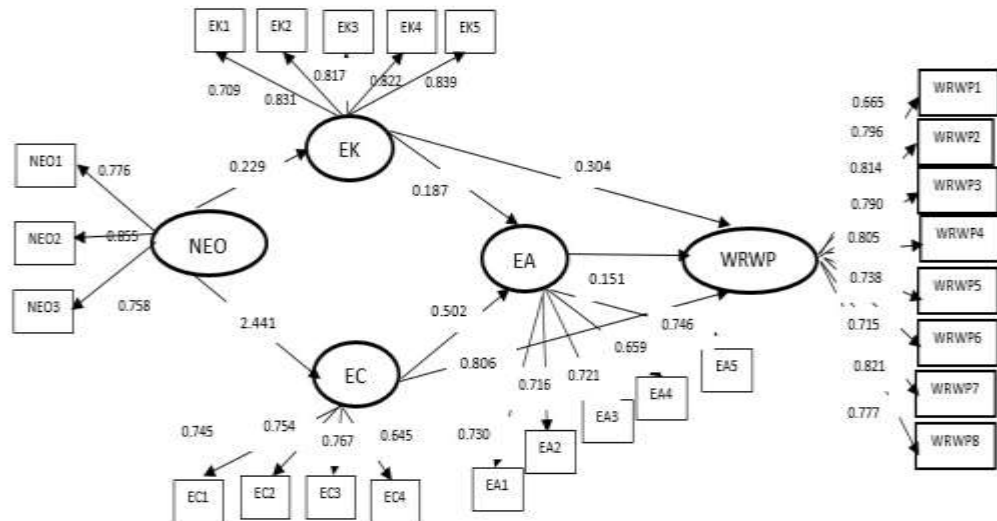 EK1 EK2 EK3 EK4 EK5
0.709 0.831 0.817 0.822 0.839
EK
NEO1
NEO2
NEO3
0.776
0.855
0.758
NEO
0.229
2.441
0.304
0.187
EA
WRWP
0.151
0.502
0.806
EC
0.745 0.754 0.767 0.645
EC1 EC2 EC3 EC4
0.730 0.716 0.721 0.659 0.746
EA1 EA2 EA3 EA4 EA5
0.665
0.796
0.814
0.790
0.805
0.738
0.715
0.821
0.777
WRWP1
WRWP2
WRWP3
WRWP4
WRWP5
WRWP6
WRWP7
WRWP8